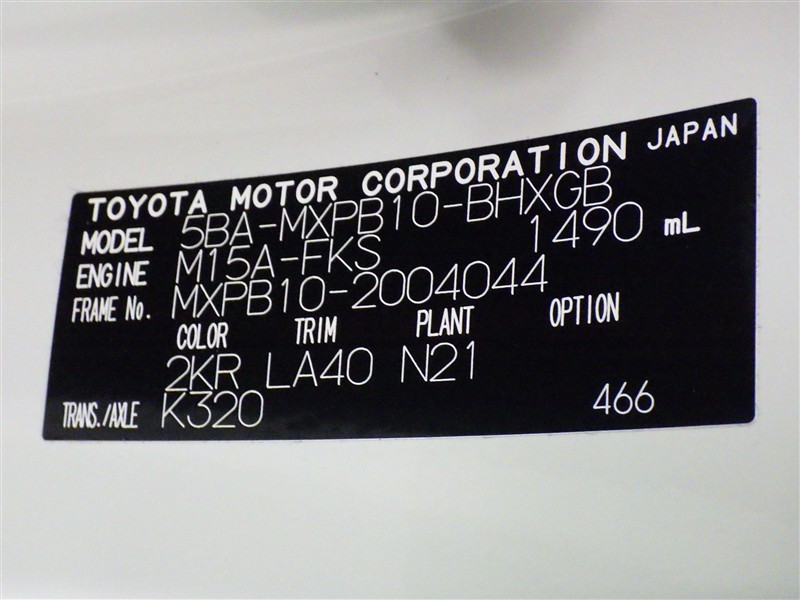 TOYOTA MOTOR CORPORATION JAPAN
MODEL 5BA-MXPB10-BHXGB
ENGINE M15A-FKS 1490 mL
FRAME No. MXPB10-2004044
COLOR TRIM PLANT OPTION
2KR LA40 N21
TRANS./AXLE K320 466